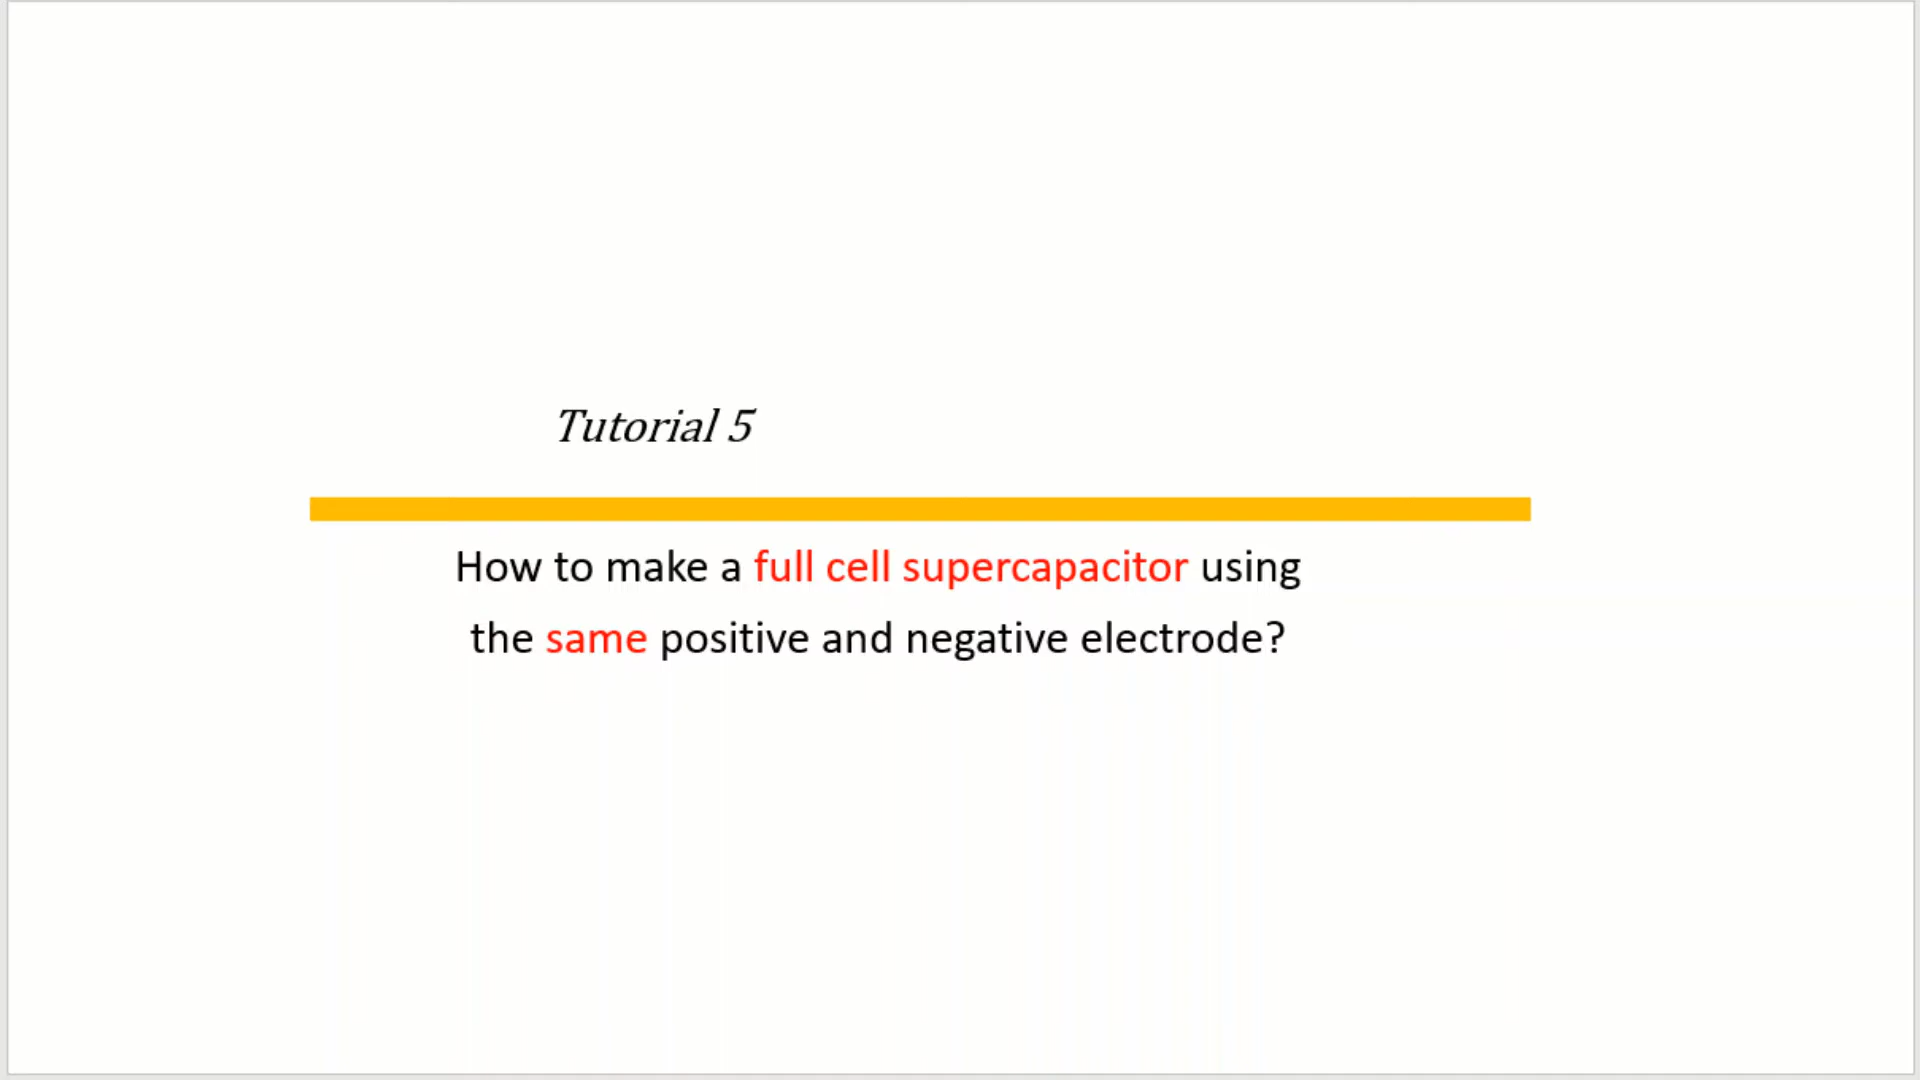 Tutorial 5
How to make a full cell supercapacitor using
the same positive and negative electrode?